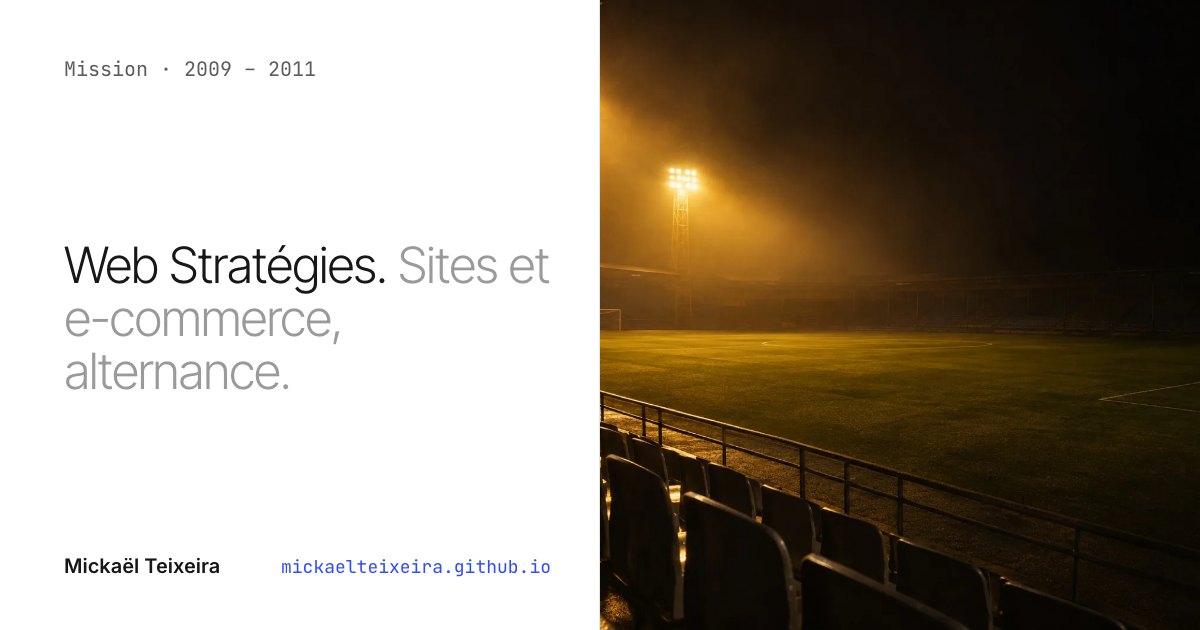 Mission · 2009 – 2011
Web Stratégies. Sites et
e-commerce,
alternance.
Mickaël Teixeira
mickaelteixeira.github.io